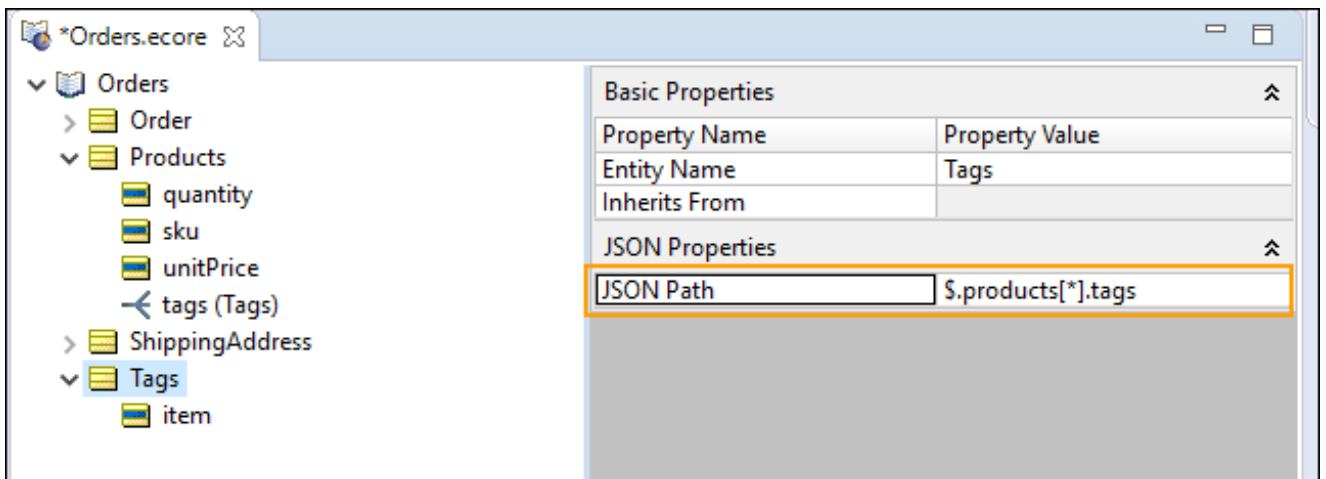 *Orders.ecore
Orders
Order
Products
quantity
sku
unitPrice
tags (Tags)
ShippingAddress
Tags
item
Basic Properties
Property Name Property Value
Entity Name Tags
Inherits From
JSON Properties
JSON Path $.products[*].tags